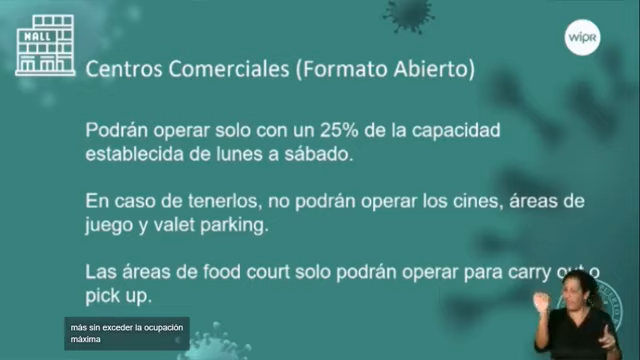 MALL
wipr
Centros Comerciales (Formato Abierto)
Podrán operar solo con un 25% de la capacidad
establecida de lunes a sábado.
En caso de tenerlos, no podrán operar los cines, áreas de
juego y valet parking.
Las áreas de food court solo podrán operar para carry out o
pick up.
más sin exceder la ocupación
máxima